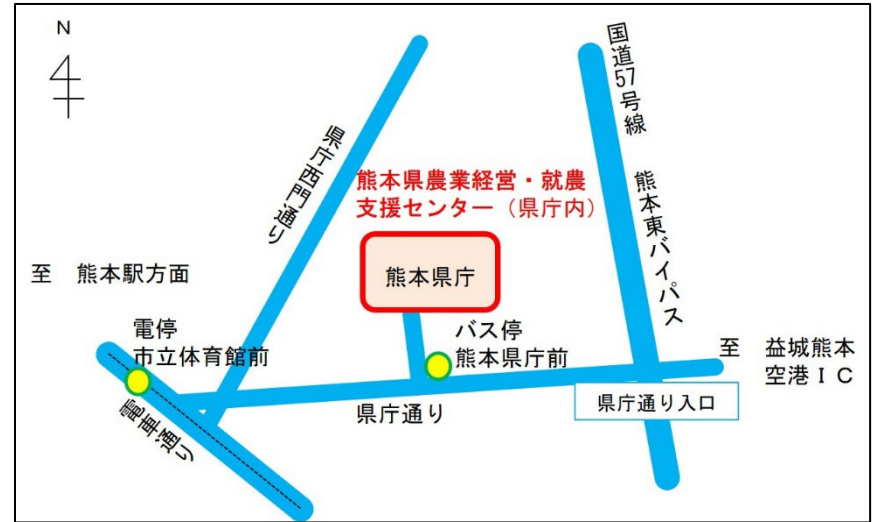 N
国道57号線
県庁西門通り
熊本県農業経営・就農
支援センター（県庁内）
熊本東バイパス
至　熊本駅方面
熊本県庁
電停
市立体育館前
バス停
熊本県庁前
至　益城熊本
空港ＩＣ
県庁通り入口
県庁通り
電車通り